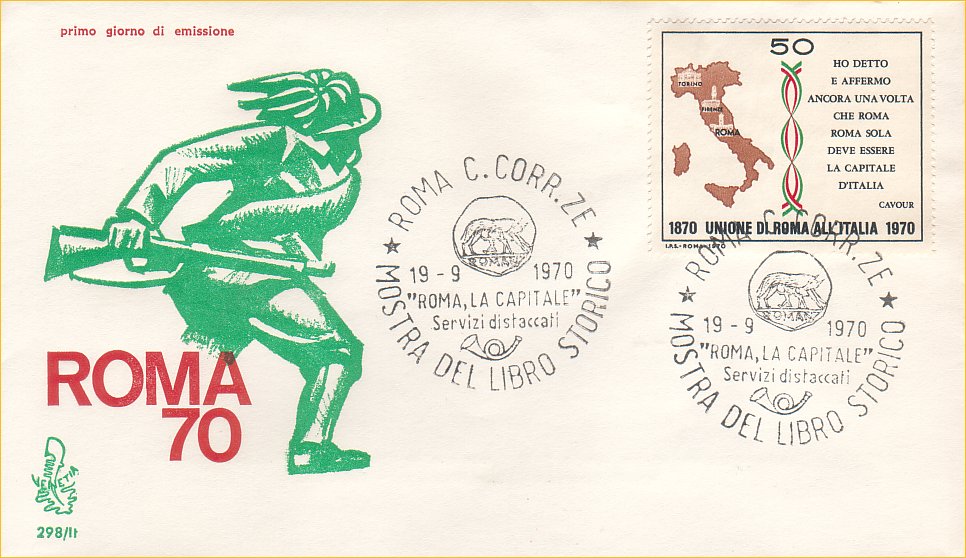 primo giorno di emissione
50
TORINO
FIRENZE
ROMA
HO DETTO
E AFFERMO
ANCORA UNA VOLTA
CHE ROMA
ROMA SOLA
DEVE ESSERE
LA CAPITALE
D'ITALIA
CAVOUR
1870 UNIONE DI ROMA ALL'ITALIA 1970
I.P.S.-ROMA-1970
ROMA C.CORR.ZE
ROMA
19-9 1970
"ROMA, LA CAPITALE"
Servizi distaccati
MOSTRA DEL LIBRO STORICO
ROMA C.CORR.ZE
ROMAN
19-9 1970
"ROMA, LA CAPITALE"
Servizi distaccati
MOSTRA DEL LIBRO STORICO
ROMA
70
VENETIA
298/It